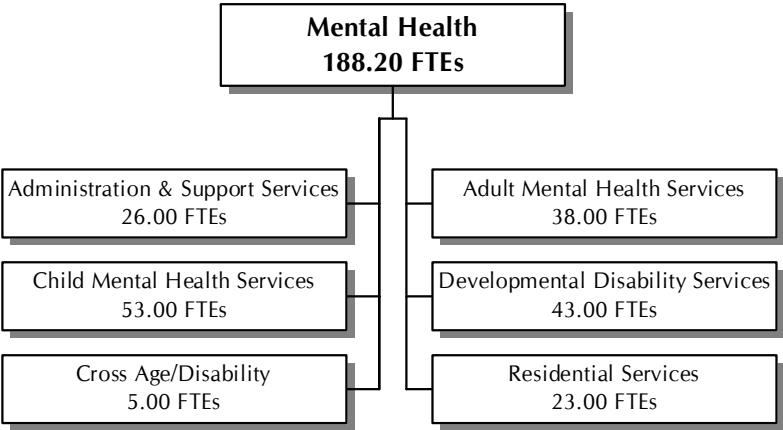 Mental Health
188.20 FTEs
Administration & Support Services
26.00 FTEs
Adult Mental Health Services
38.00 FTEs
Child Mental Health Services
53.00 FTEs
Developmental Disability Services
43.00 FTEs
Cross Age/Disability
5.00 FTEs
Residential Services
23.00 FTEs